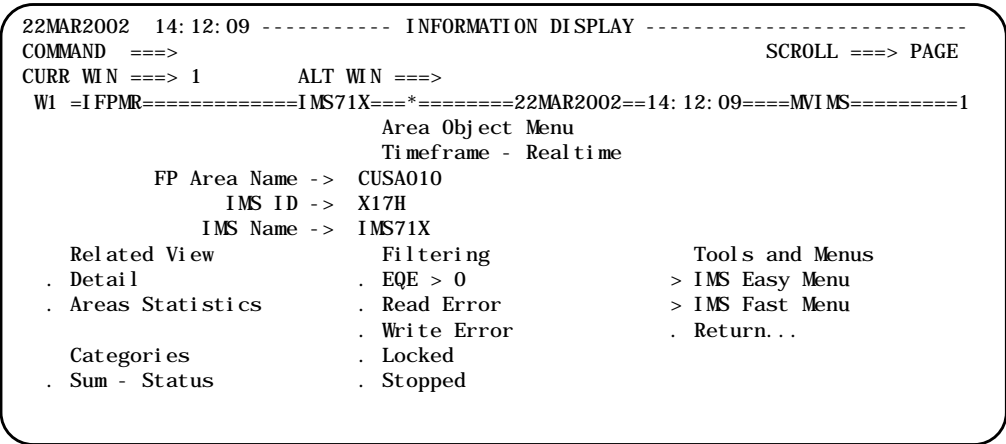 22MAR2002  14:12:09 ----------- INFORMATION DISPLAY ----------------------------
COMMAND  ===>                                                 SCROLL ===> PAGE
CURR WIN ===> 1        ALT WIN ===>
 W1 =IFPMR=============IMS71X===*========22MAR2002==14:12:09====MVIMS=========1
                               Area Object Menu
                               Timeframe - Realtime
           FP Area Name ->  CUSA010
                 IMS ID ->  X17H
               IMS Name ->  IMS71X
    Related View               Filtering                  Tools and Menus
  . Detail                   . EQE > 0                  > IMS Easy Menu
  . Areas Statistics         . Read Error               > IMS Fast Menu
                             . Write Error              . Return...
    Categories               . Locked
  . Sum - Status             . Stopped